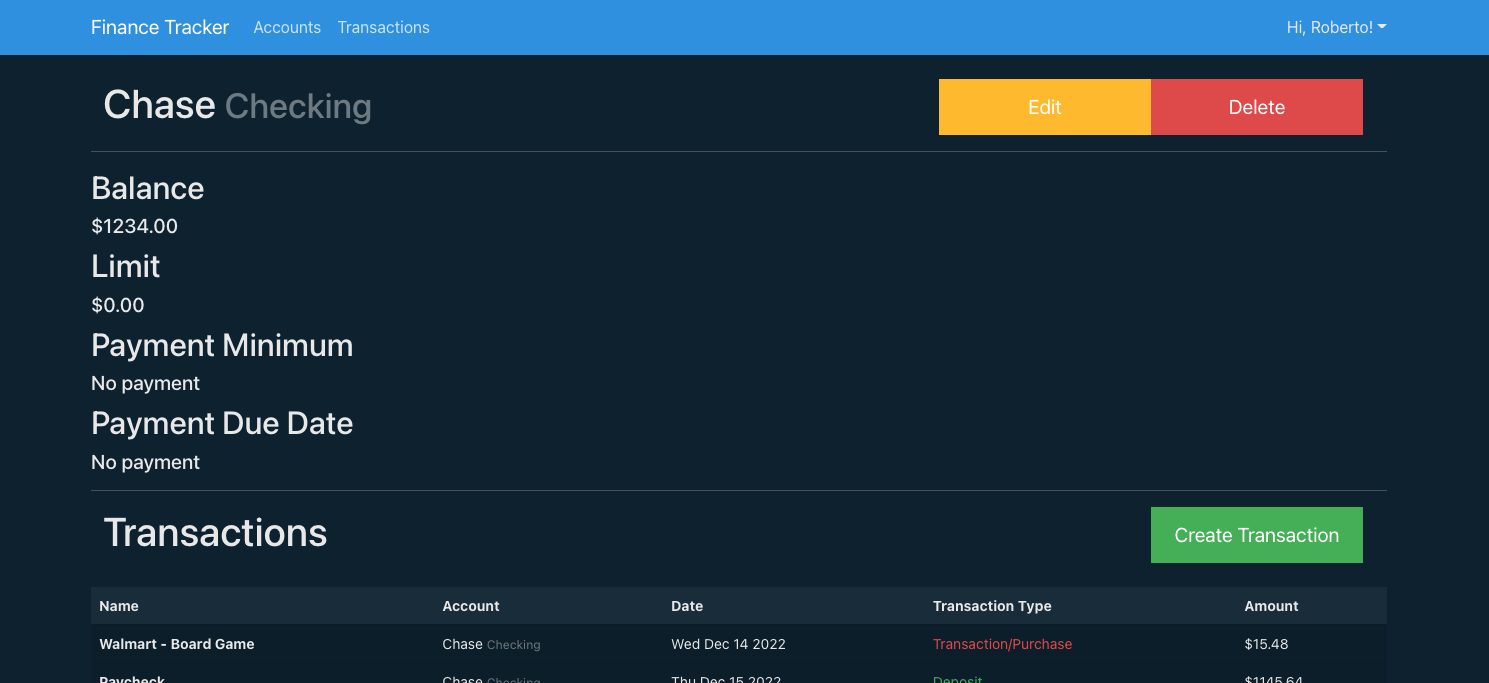 Finance Tracker Accounts Transactions Hi, Roberto!
Chase Checking Edit Delete
Balance
$1234.00
Limit
$0.00
Payment Minimum
No payment
Payment Due Date
No payment
Transactions Create Transaction
Name Account Date Transaction Type Amount
Walmart - Board Game Chase Checking Wed Dec 14 2022 Transaction/Purchase $15.48
Paycheck Chase Checking Thu Dec 15 2022 Deposit $1145.64